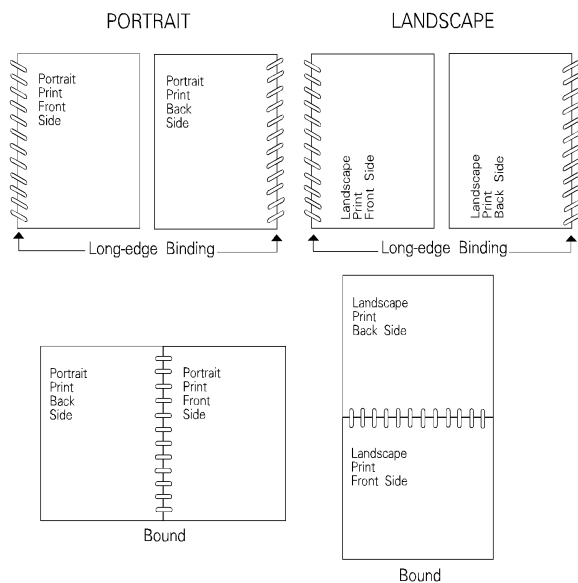 PORTRAIT
LANDSCAPE
Portrait
Print
Front
Side
Portrait
Print
Back
Side
Landscape
Print
Front Side
Landscape
Print
Back Side
Long-edge Binding
Long-edge Binding
Portrait
Print
Back
Side
Portrait
Print
Front
Side
Bound
Landscape
Print
Back Side
Landscape
Print
Front Side
Bound